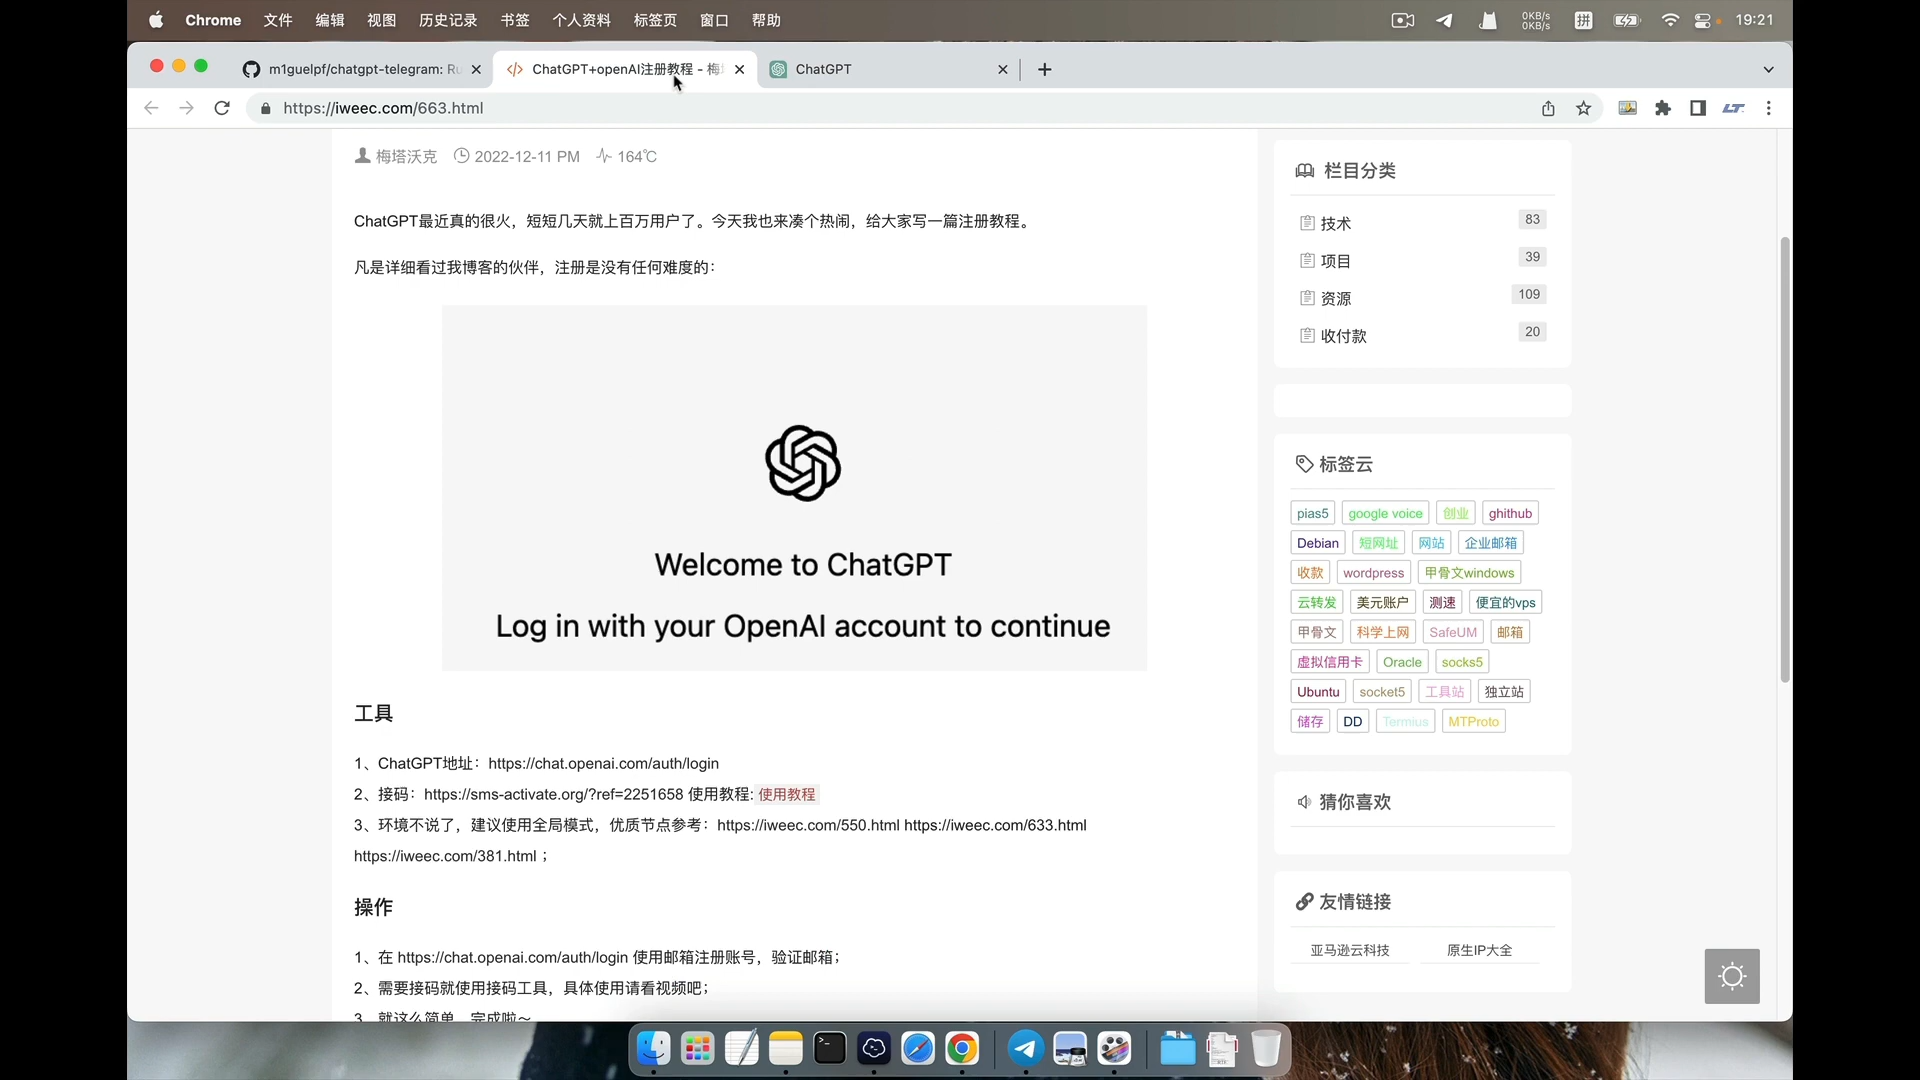 Chrome 文件 编辑 视图 历史记录 书签 个人资料 标签页 窗口 帮助
0KB/s
0KB/s
拼
19:21
m1guelpf/chatgpt-telegram: Ru
ChatGPT+openAI注册教程 - 梅
ChatGPT
https://iweec.com/663.html
梅塔沃克 2022-12-11 PM 164℃
ChatGPT最近真的很火，短短几天就上百万用户了。今天我也来凑个热闹，给大家写一篇注册教程。
凡是详细看过我博客的伙伴，注册是没有任何难度的：
Welcome to ChatGPT
Log in with your OpenAI account to continue
工具
1、ChatGPT地址：https://chat.openai.com/auth/login
2、接码：https://sms-activate.org/?ref=2251658 使用教程: 使用教程
3、环境不说了，建议使用全局模式，优质节点参考：https://iweec.com/550.html https://iweec.com/633.html
https://iweec.com/381.html ；
操作
1、在 https://chat.openai.com/auth/login 使用邮箱注册账号，验证邮箱；
2、需要接码就使用接码工具，具体使用请看视频吧；
3、就这么简单，完成啦～
栏目分类
技术 83
项目 39
资源 109
收付款 20
标签云
pias5 google voice 创业 ghithub
Debian 短网址 网站 企业邮箱
收款 wordpress 甲骨文windows
云转发 美元账户 测速 便宜的vps
甲骨文 科学上网 SafeUM 邮箱
虚拟信用卡 Oracle socks5
Ubuntu socket5 工具站 独立站
储存 DD Termius MTProto
猜你喜欢
友情链接
亚马逊云科技 原生IP大全